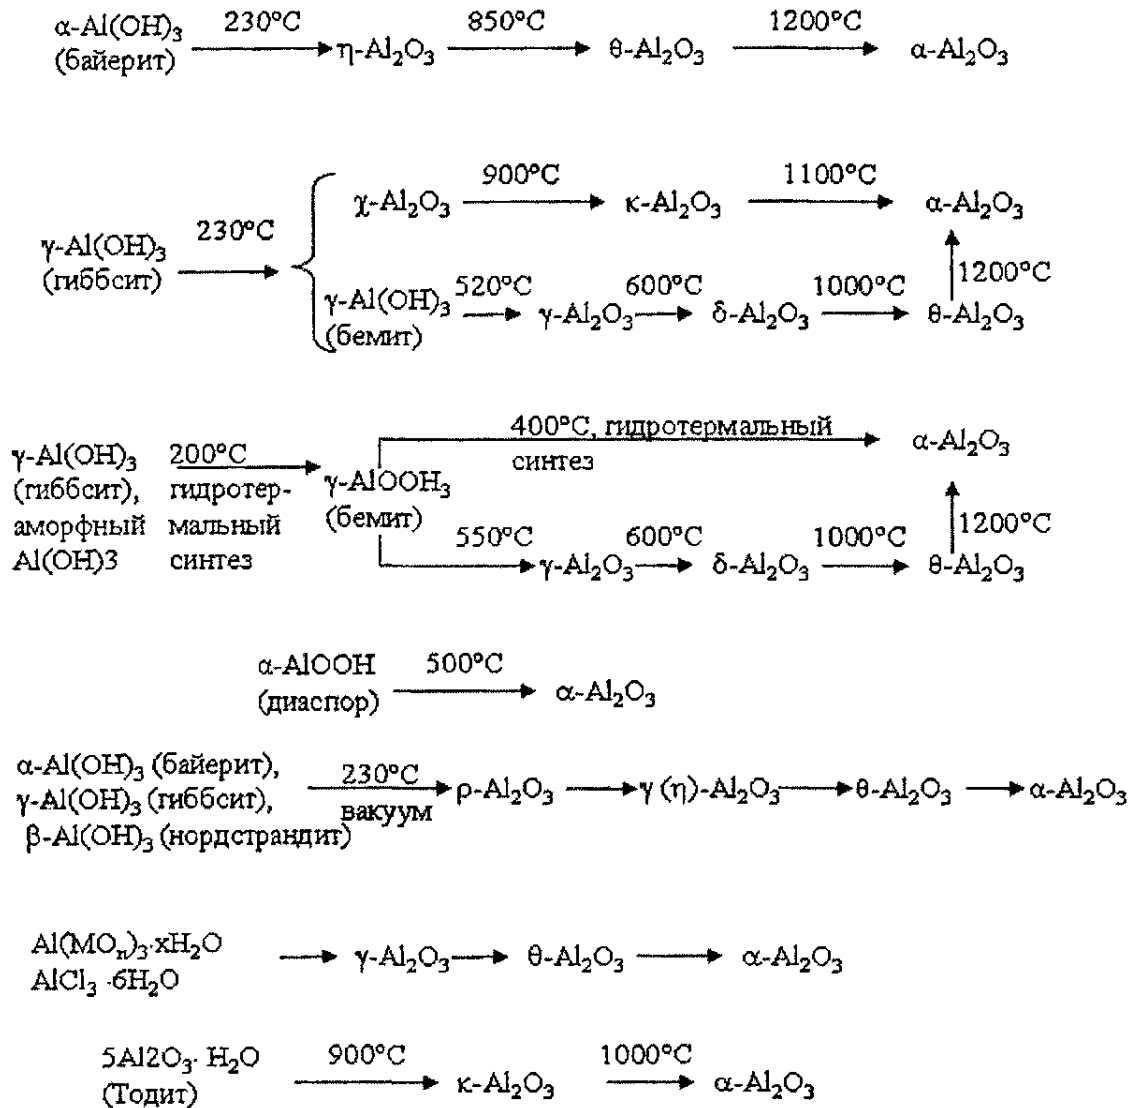 α-Al(OH)₃ 230°C 850°C 1200°C
(байерит) η-Al₂O₃ θ-Al₂O₃ α-Al₂O₃
900°C 1100°C
χ-Al₂O₃ κ-Al₂O₃ α-Al₂O₃
γ-Al(OH)₃ 230°C
(гиббсит) 1200°C
γ-Al(OH)₃ 520°C 600°C 1000°C
(бемит) γ-Al₂O₃ δ-Al₂O₃ θ-Al₂O₃
400°C, гидротермальный α-Al₂O₃
синтез
γ-Al(OH)₃ 200°C γ-AlOOH₃
(гиббсит), гидротер- (бемит)
аморфный мальный 1200°C
Al(OH)3 синтез
550°C 600°C 1000°C
γ-Al₂O₃ δ-Al₂O₃ θ-Al₂O₃
α-AlOOH 500°C
(диаспор) α-Al₂O₃
α-Al(OH)₃ (байерит), 230°C
γ-Al(OH)₃ (гиббсит), вакуум ρ-Al₂O₃ γ (η)-Al₂O₃ θ-Al₂O₃ α-Al₂O₃
β-Al(OH)₃ (нордстрандит)
Al(MOₙ)₃·xH₂O γ-Al₂O₃ θ-Al₂O₃ α-Al₂O₃
AlCl₃ ·6H₂O
5Al2O₃· H₂O 900°C 1000°C
(Тодит) κ-Al₂O₃ α-Al₂O₃